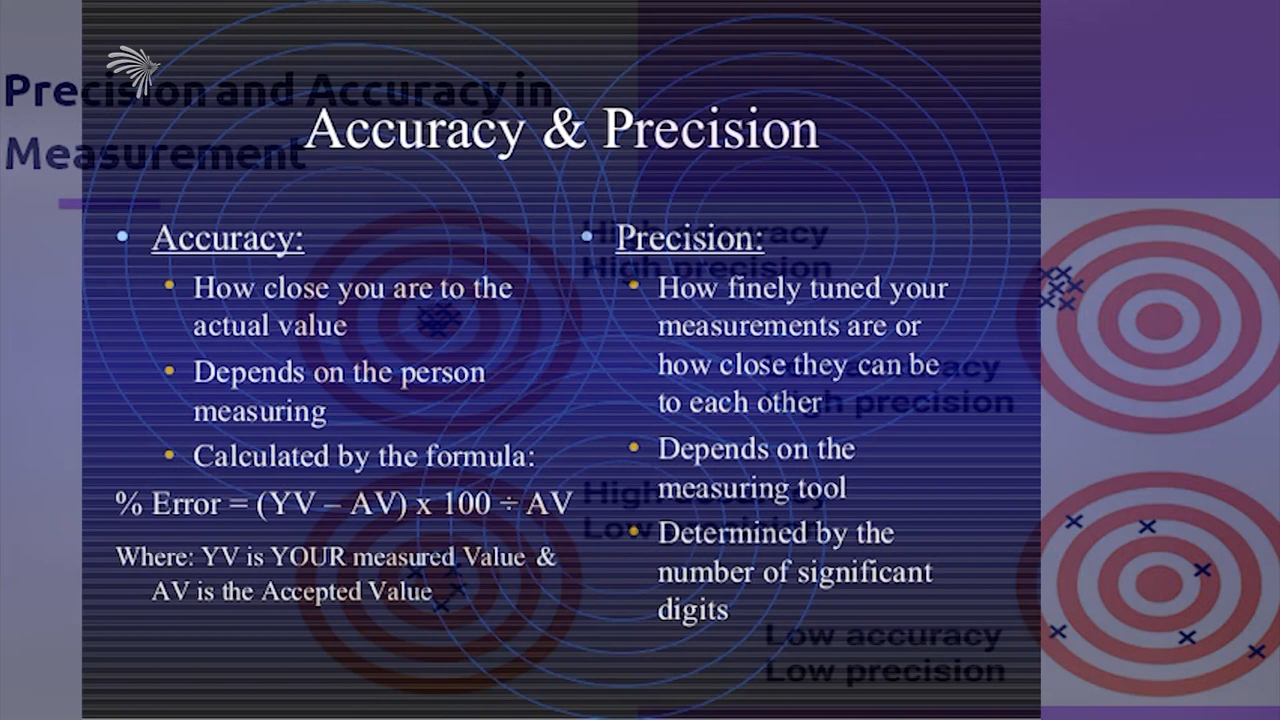 Precision and Accuracy in
Measurement
Accuracy & Precision
• Accuracy:
• How close you are to the
actual value
• Depends on the person
measuring
• Calculated by the formula:
% Error = (YV – AV) x 100 ÷ AV
Where: YV is YOUR measured Value &
AV is the Accepted Value
• Precision:
• How finely tuned your
measurements are or
how close they can be
to each other
• Depends on the
measuring tool
• Determined by the
number of significant
digits
High accuracy
High precision
accuracy
High precision
High
Low
Low accuracy
Low precision